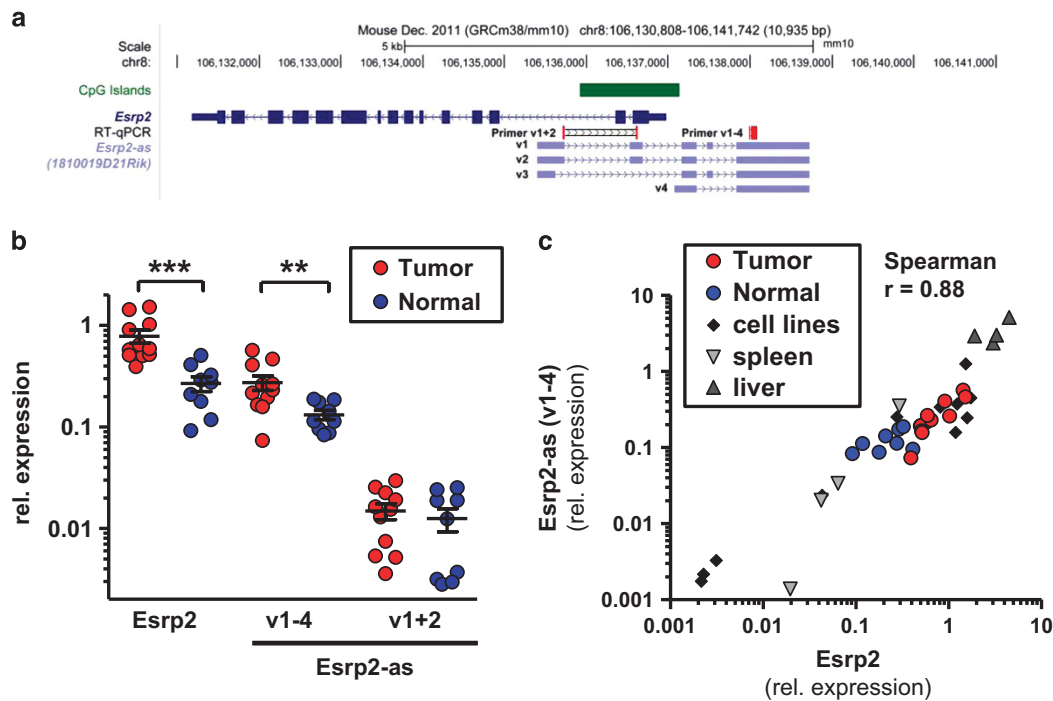 a
Mouse Dec. 2011 (GRCm38/mm10) chr8:106,130,808-106,141,742 (10,935 bp)
Scale 5 kb mm10
chr8: 106,132,000 106,133,000 106,134,000 106,135,000 106,136,000 106,137,000 106,138,000 106,139,000 106,140,000 106,141,000
CpG Islands
Esrp2
RT-qPCR Primer v1+2 Primer v1-4
Esrp2-as v1
(1810019D21Rik) v2
v3
v4
b
*** **
Tumor
Normal
rel. expression
1
0.1
0.01
Esrp2 v1-4 v1+2
Esrp2-as
c
Tumor
Normal
cell lines
spleen
liver
Spearman
r = 0.88
Esrp2-as (v1-4)
(rel. expression)
10
1
0.1
0.01
0.001
0.001 0.01 0.1 1 10
Esrp2
(rel. expression)